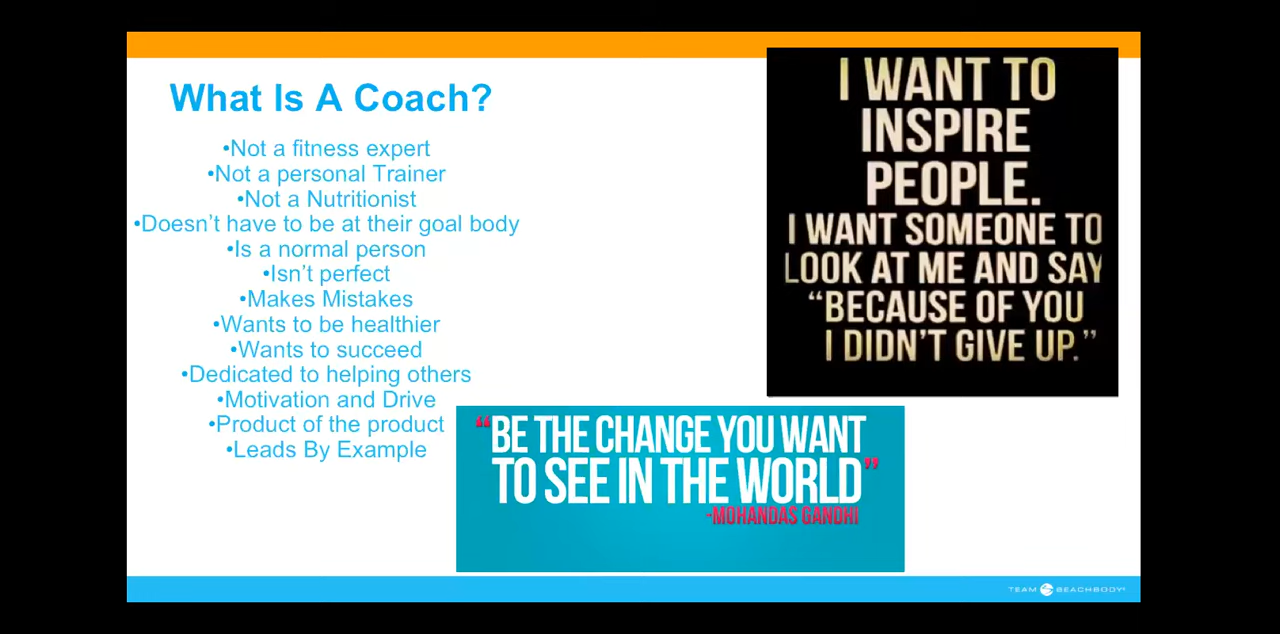 What Is A Coach?
•Not a fitness expert
•Not a personal Trainer
•Not a Nutritionist
•Doesn't have to be at their goal body
•Is a normal person
•Isn't perfect
•Makes Mistakes
•Wants to be healthier
•Wants to succeed
•Dedicated to helping others
•Motivation and Drive
•Product of the product
•Leads By Example
I WANT TO
INSPIRE
PEOPLE.
I WANT SOMEONE TO
LOOK AT ME AND SAY
“BECAUSE OF YOU
I DIDN'T GIVE UP.”
“BE THE CHANGE YOU WANT
TO SEE IN THE WORLD”
-MOHANDAS GANDHI
TEAM BEACHBODY